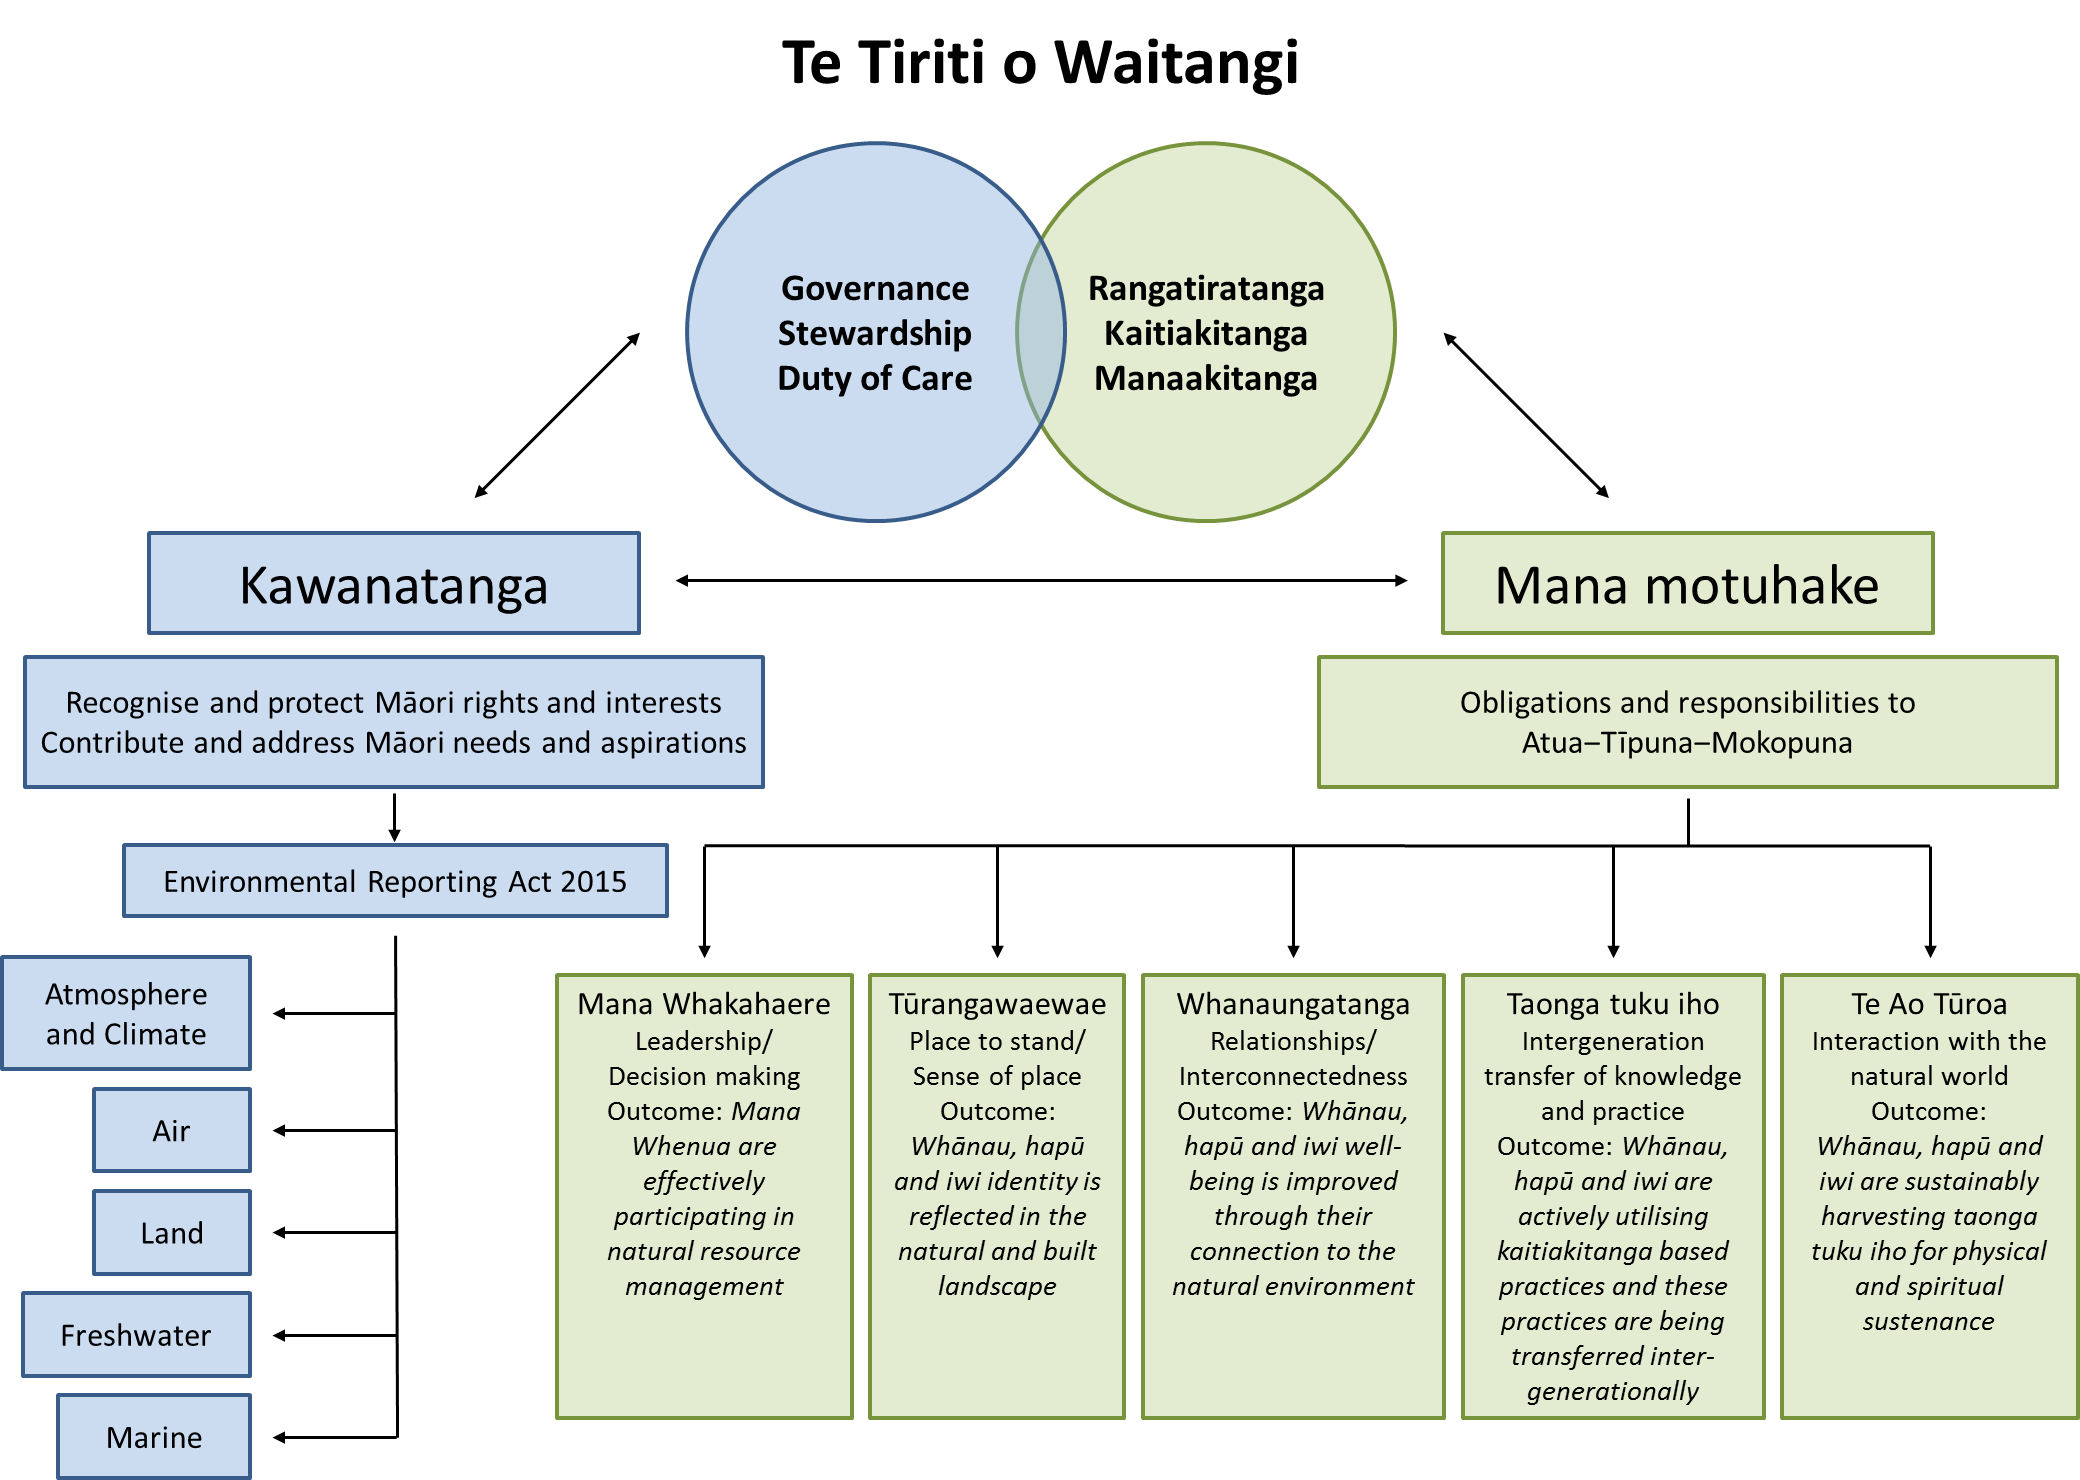 Te Tiriti o Waitangi
Governance
Stewardship
Duty of Care
Rangatiratanga
Kaitiakitanga
Manaakitanga
Kawanatanga
Mana motuhake
Recognise and protect Māori rights and interests
Contribute and address Māori needs and aspirations
Obligations and responsibilities to
Atua–Tīpuna–Mokopuna
Environmental Reporting Act 2015
Atmosphere
and Climate
Air
Land
Freshwater
Marine
Mana Whakahaere
Leadership/
Decision making
Outcome: Mana
Whenua are
effectively
participating in
natural resource
management
Tūrangawaewae
Place to stand/
Sense of place
Outcome:
Whānau, hapū
and iwi identity is
reflected in the
natural and built
landscape
Whanaungatanga
Relationships/
Interconnectedness
Outcome: Whānau,
hapū and iwi well-
being is improved
through their
connection to the
natural environment
Taonga tuku iho
Intergeneration
transfer of knowledge
and practice
Outcome: Whānau,
hapū and iwi are
actively utilising
kaitiakitanga based
practices and these
practices are being
transferred inter-
generationally
Te Ao Tūroa
Interaction with the
natural world
Outcome:
Whānau, hapū and
iwi are sustainably
harvesting taonga
tuku iho for physical
and spiritual
sustenance